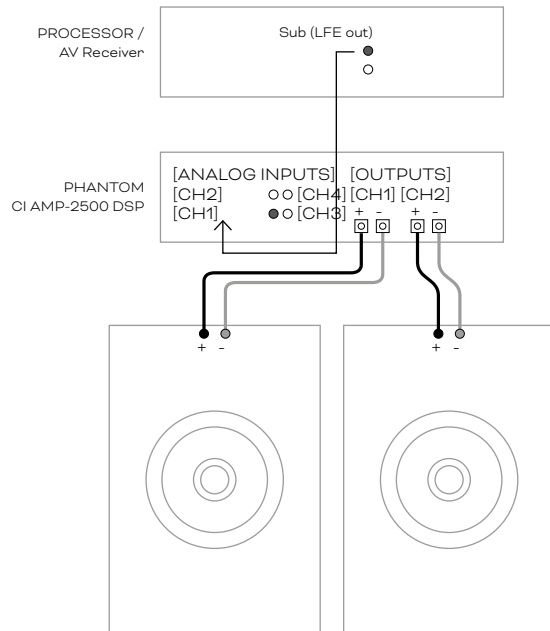 PROCESSOR /
AV Receiver
Sub (LFE out)
PHANTOM
CI AMP-2500 DSP
[ANALOG INPUTS] [OUTPUTS]
[CH2] [CH4] [CH1] [CH2]
[CH1] [CH3]
+ - + -
+ - + -